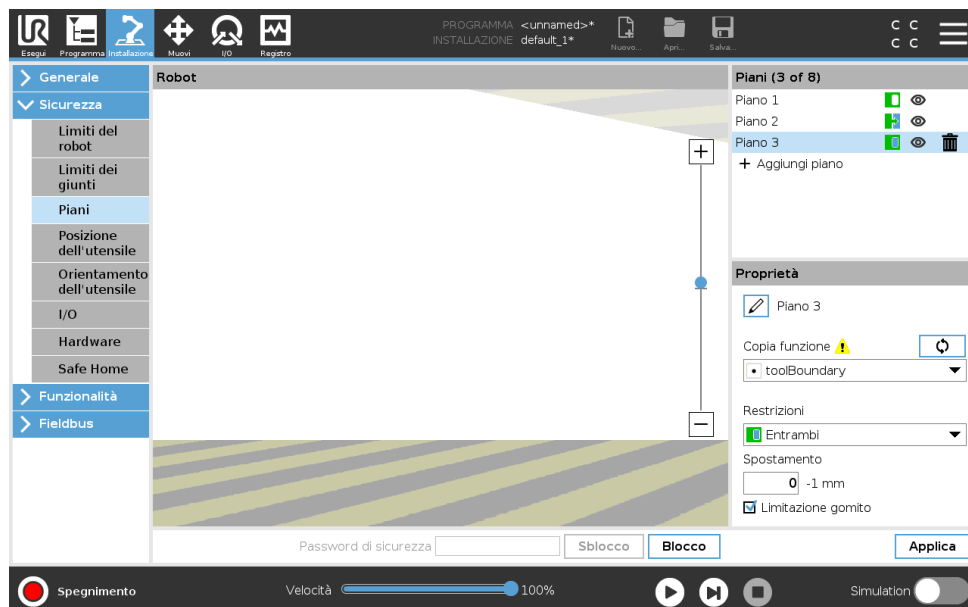 PROGRAMMA <unnamed>*
INSTALLAZIONE default_1*
Esegui Programma Installazione Muovi I/O Registro Nuovo... Apri... Salva...
C C
C C
Generale
Sicurezza
Limiti del
robot
Limiti dei
giunti
Piani
Posizione
dell'utensile
Orientamento
dell'utensile
I/O
Hardware
Safe Home
Funzionalità
Fieldbus
Robot
Piani (3 of 8)
Piano 1
Piano 2
Piano 3
+ Aggiungi piano
Proprietà
Piano 3
Copia funzione
toolBoundary
Restrizioni
Entrambi
Spostamento
0 -1 mm
Limitazione gomito
Password di sicurezza Sblocco Blocco Applica
Spegnimento Velocità 100% Simulation